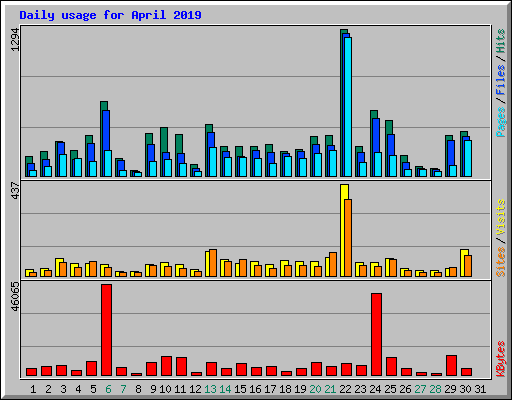 Daily usage for April 2019
1294
Pages / Files / Hits
437
Sites / Visits
46065
KBytes
1 2 3 4 5 6 7 8 9 10 11 12 13 14 15 16 17 18 19 20 21 22 23 24 25 26 27 28 29 30 31